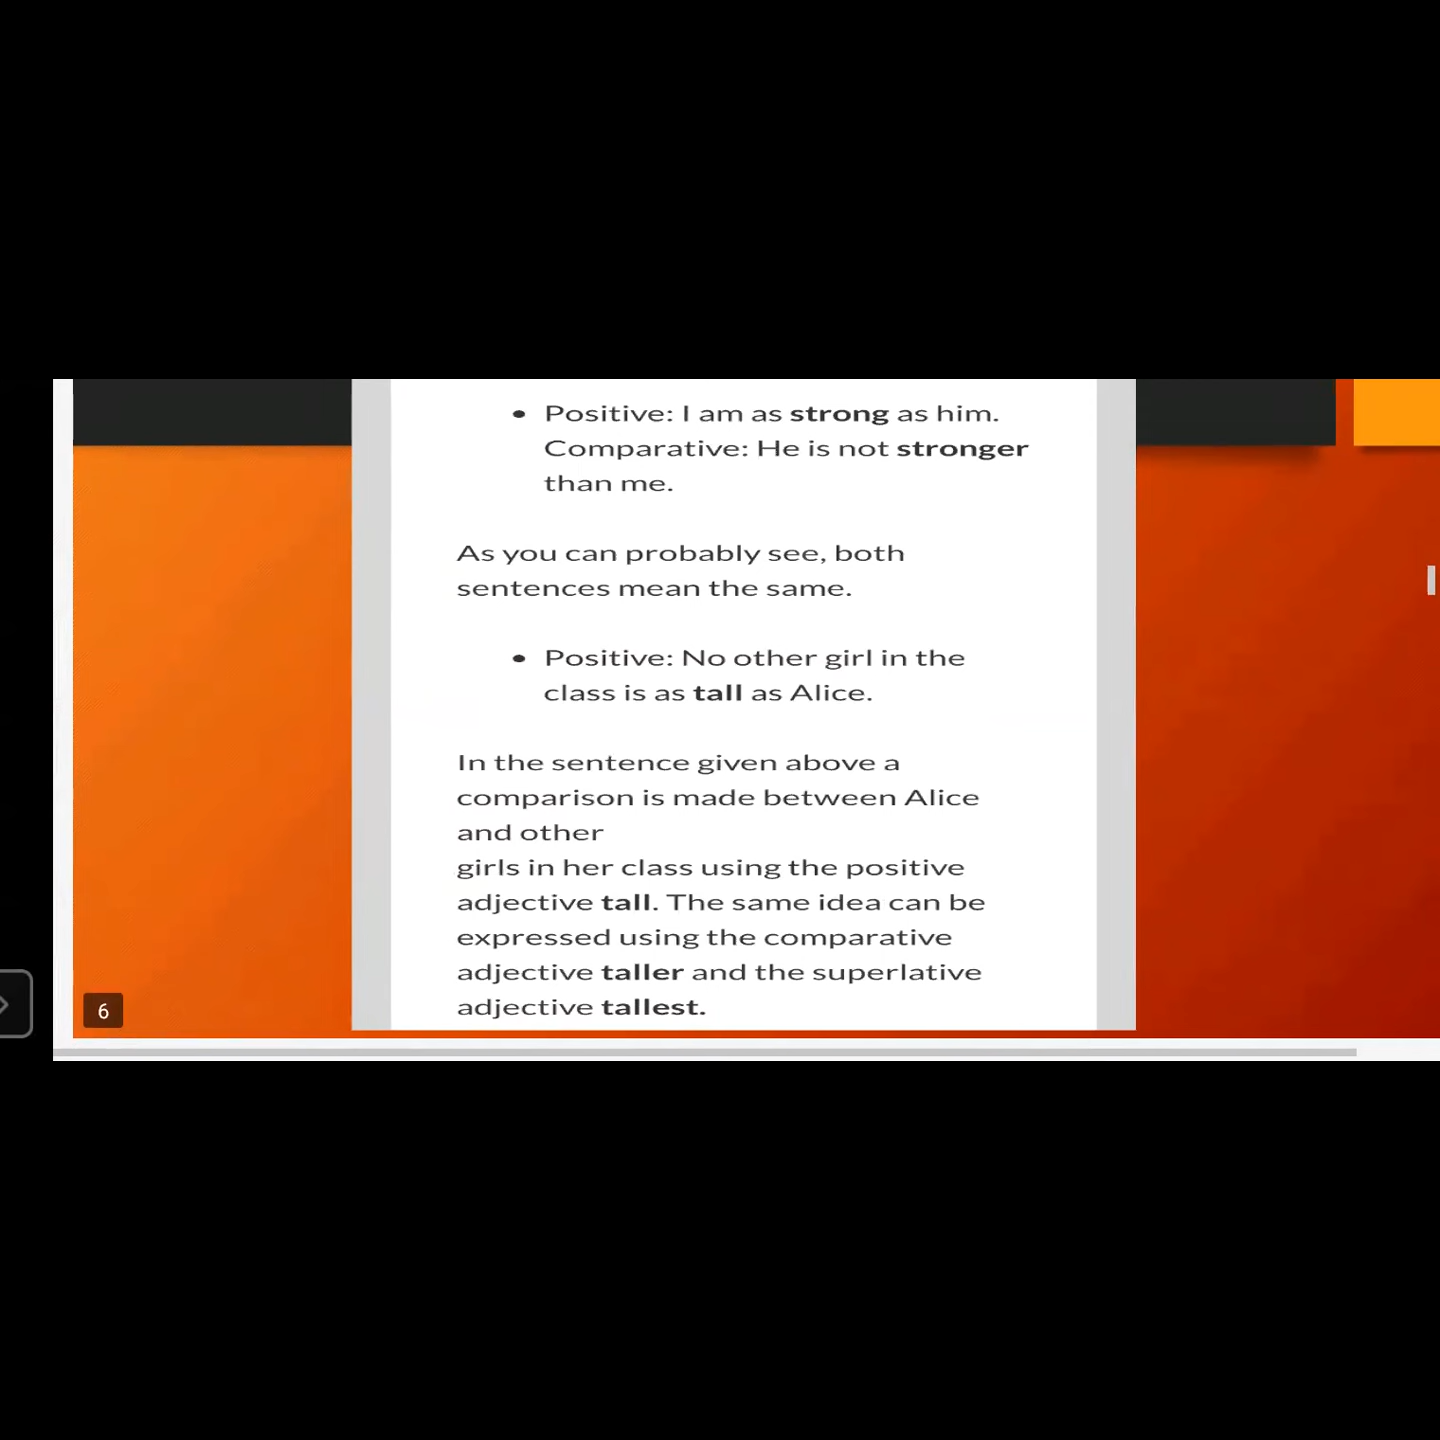 Positive: I am as strong as him.
Comparative: He is not stronger
than me.
As you can probably see, both
sentences mean the same.
Positive: No other girl in the
class is as tall as Alice.
In the sentence given above a
comparison is made between Alice
and other
girls in her class using the positive
adjective tall. The same idea can be
expressed using the comparative
adjective taller and the superlative
adjective tallest.
6